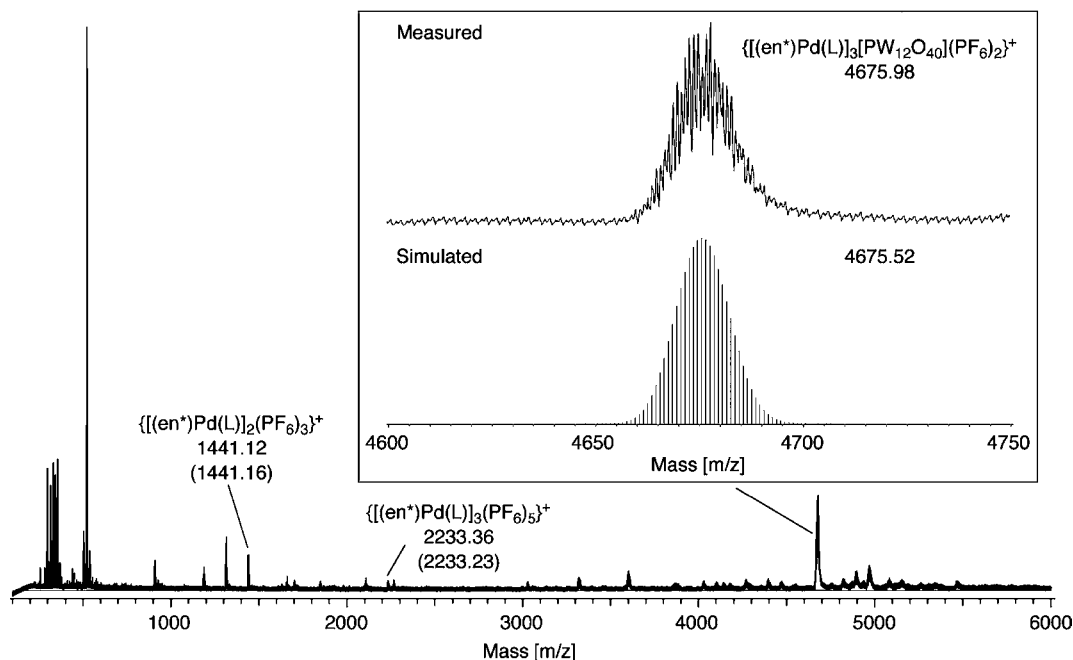 Measured
{[(en*)Pd(L)]₃[PW₁₂O₄₀](PF₆)₂}⁺
4675.98
Simulated
4675.52
4600 4650 4700 4750
Mass [m/z]
{[(en*)Pd(L)]₂(PF₆)₃}⁺
1441.12
(1441.16)
{[(en*)Pd(L)]₃(PF₆)₅}⁺
2233.36
(2233.23)
1000 2000 3000 4000 5000 6000
Mass [m/z]